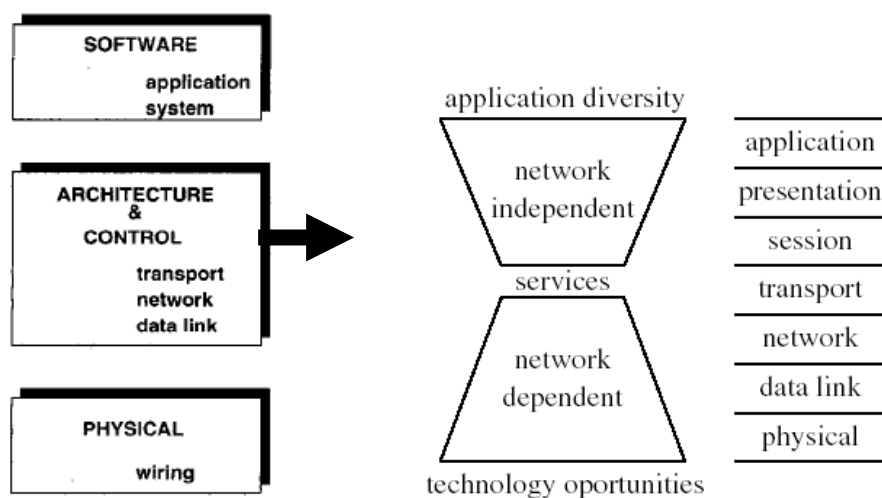 SOFTWARE
application
system
ARCHITECTURE
&
CONTROL
transport
network
data link
PHYSICAL
wiring
application diversity
network
independent
services
network
dependent
technology oportunities
application
presentation
session
transport
network
data link
physical